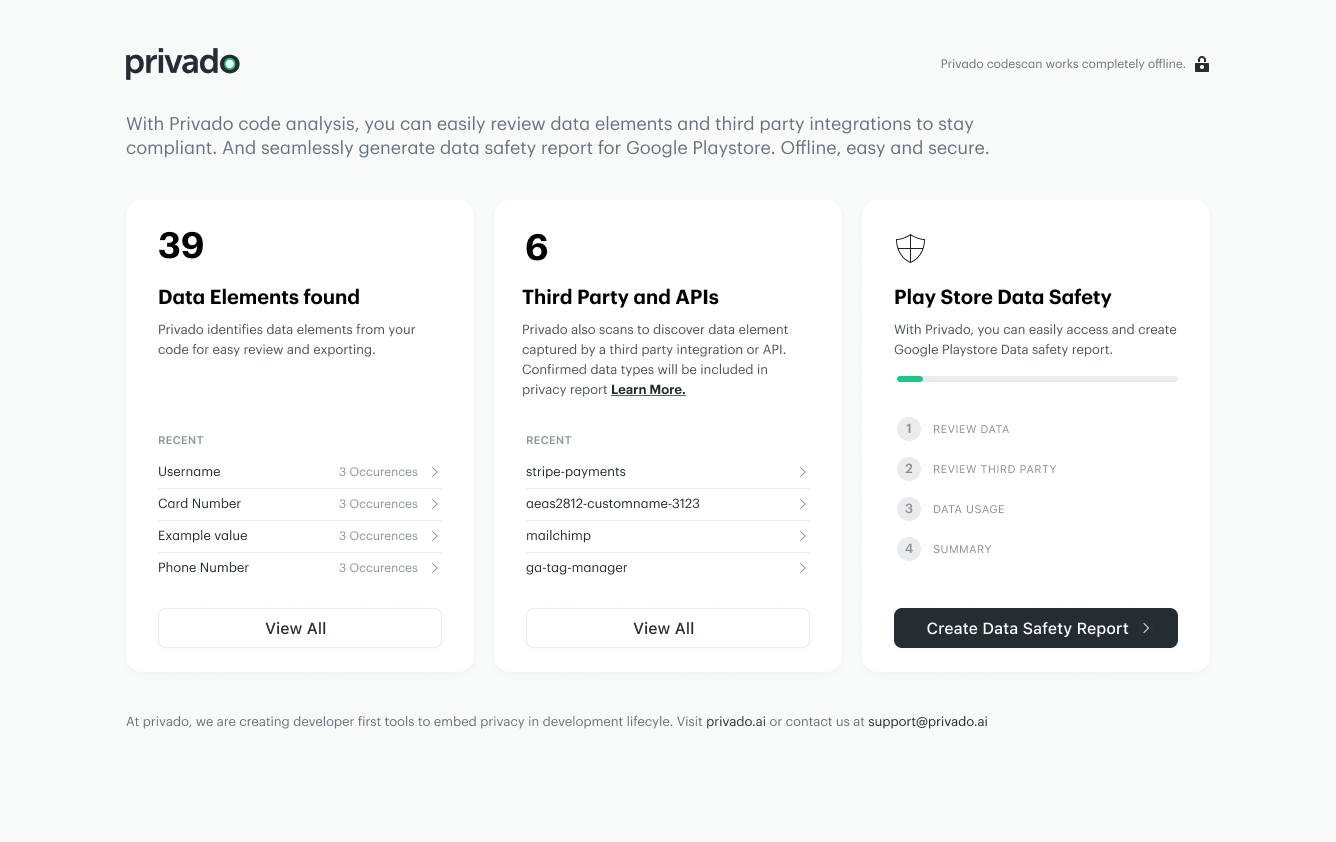 privado
Privado codescan works completely offline.
With Privado code analysis, you can easily review data elements and third party integrations to stay
compliant. And seamlessly generate data safety report for Google Playstore. Offline, easy and secure.
39
Data Elements found
Privado identifies data elements from your
code for easy review and exporting.
RECENT
Username 3 Occurences
Card Number 3 Occurences
Example value 3 Occurences
Phone Number 3 Occurences
View All
6
Third Party and APIs
Privado also scans to discover data element
captured by a third party integration or API.
Confirmed data types will be included in
privacy report Learn More.
RECENT
stripe-payments
aeas2812-customname-3123
mailchimp
ga-tag-manager
View All
Play Store Data Safety
With Privado, you can easily access and create
Google Playstore Data safety report.
1 REVIEW DATA
2 REVIEW THIRD PARTY
3 DATA USAGE
4 SUMMARY
Create Data Safety Report
At privado, we are creating developer first tools to embed privacy in development lifecyle. Visit privado.ai or contact us at support@privado.ai